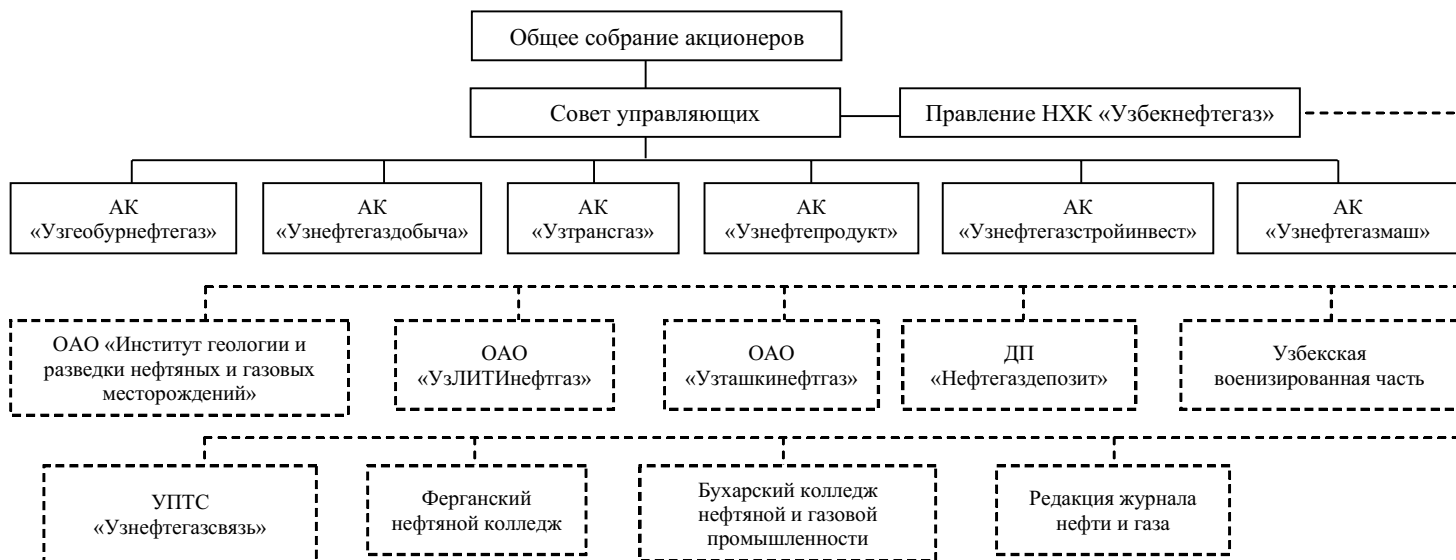 Общее собрание акционеров
Совет управляющих
Правление НХК «Узбекнефтегаз»
АК
«Узгеобурнефтегаз»
АК
«Узнефтегаздобыча»
АК
«Узтрансгаз»
АК
«Узнефтепродукт»
АК
«Узнефтегазстройинвест»
АК
«Узнефтегазмаш»
ОАО «Институт геологии и
разведки нефтяных и газовых
месторождений»
ОАО
«УзЛИТИнефтгаз»
ОАО
«Узташкинефтгаз»
ДП
«Нефтегаздепозит»
Узбекская
военизированная часть
УПТС
«Узнефтегазсвязь»
Ферганский
нефтяной колледж
Бухарский колледж
нефтяной и газовой
промышленности
Редакция журнала
нефти и газа